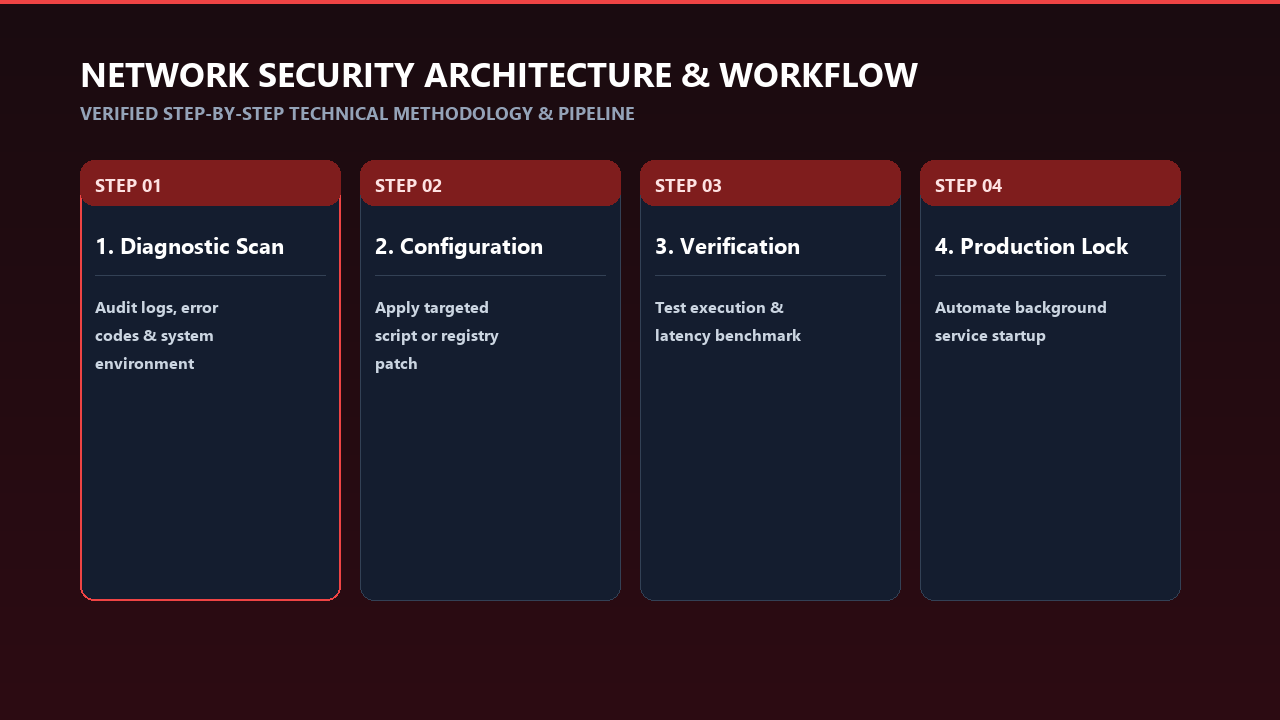 NETWORK SECURITY ARCHITECTURE & WORKFLOW
VERIFIED STEP-BY-STEP TECHNICAL METHODOLOGY & PIPELINE
STEP 01
1. Diagnostic Scan
Audit logs, error
codes & system
environment
STEP 02
2. Configuration
Apply targeted
script or registry
patch
STEP 03
3. Verification
Test execution &
latency benchmark
STEP 04
4. Production Lock
Automate background
service startup